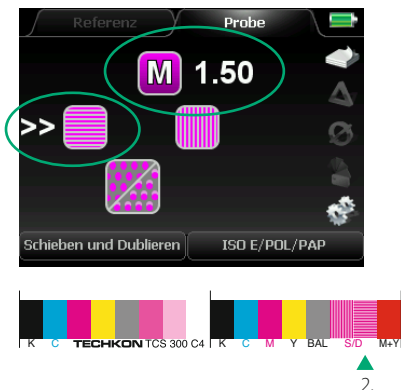 Referenz Probe
M 1.50
>>
Schieben und Dublieren ISO E/POL/PAP
K C TECHKON TCS 300 C4 K C M Y BAL S/D M+Y
2.